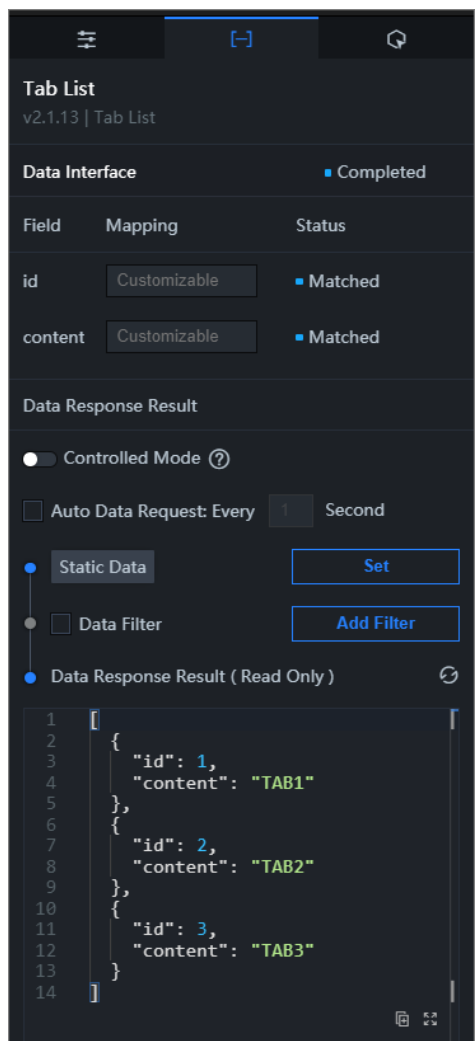 [-]
Tab List
v2.1.13 | Tab List
Data Interface Completed
Field Mapping Status
id Customizable Matched
content Customizable Matched
Data Response Result
Controlled Mode ?
Auto Data Request: Every 1 Second
Static Data Set
Data Filter Add Filter
Data Response Result ( Read Only )
1 [
2 {
3 "id": 1,
4 "content": "TAB1"
5 },
6 {
7 "id": 2,
8 "content": "TAB2"
9 },
10 {
11 "id": 3,
12 "content": "TAB3"
13 }
14 ]